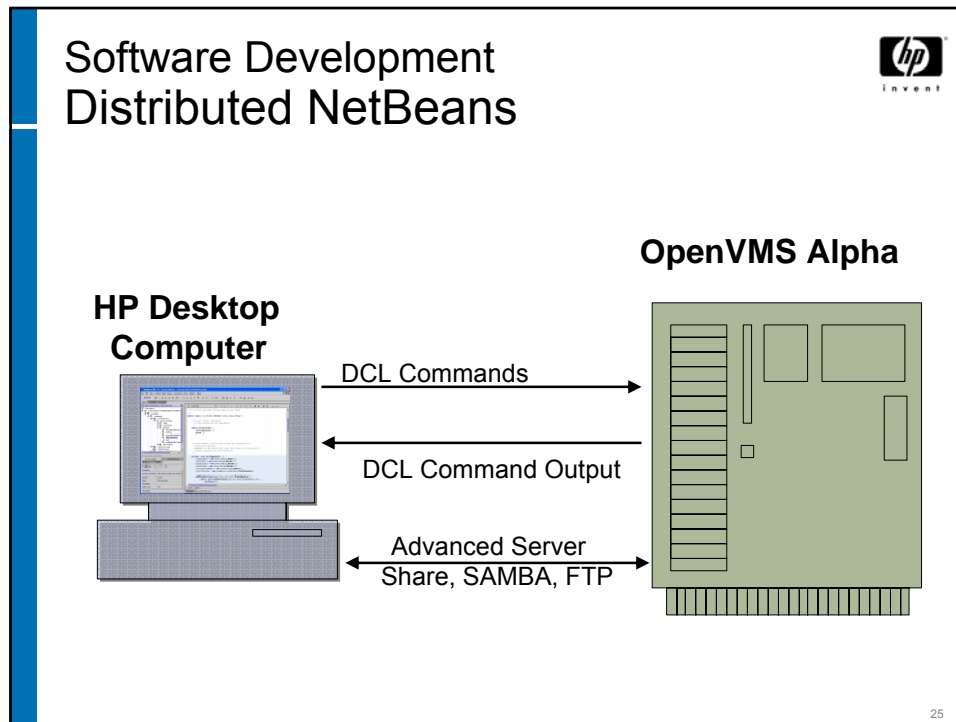 Software Development
Distributed NetBeans
hp
invent
OpenVMS Alpha
HP Desktop
Computer
DCL Commands
DCL Command Output
Advanced Server
Share, SAMBA, FTP
25